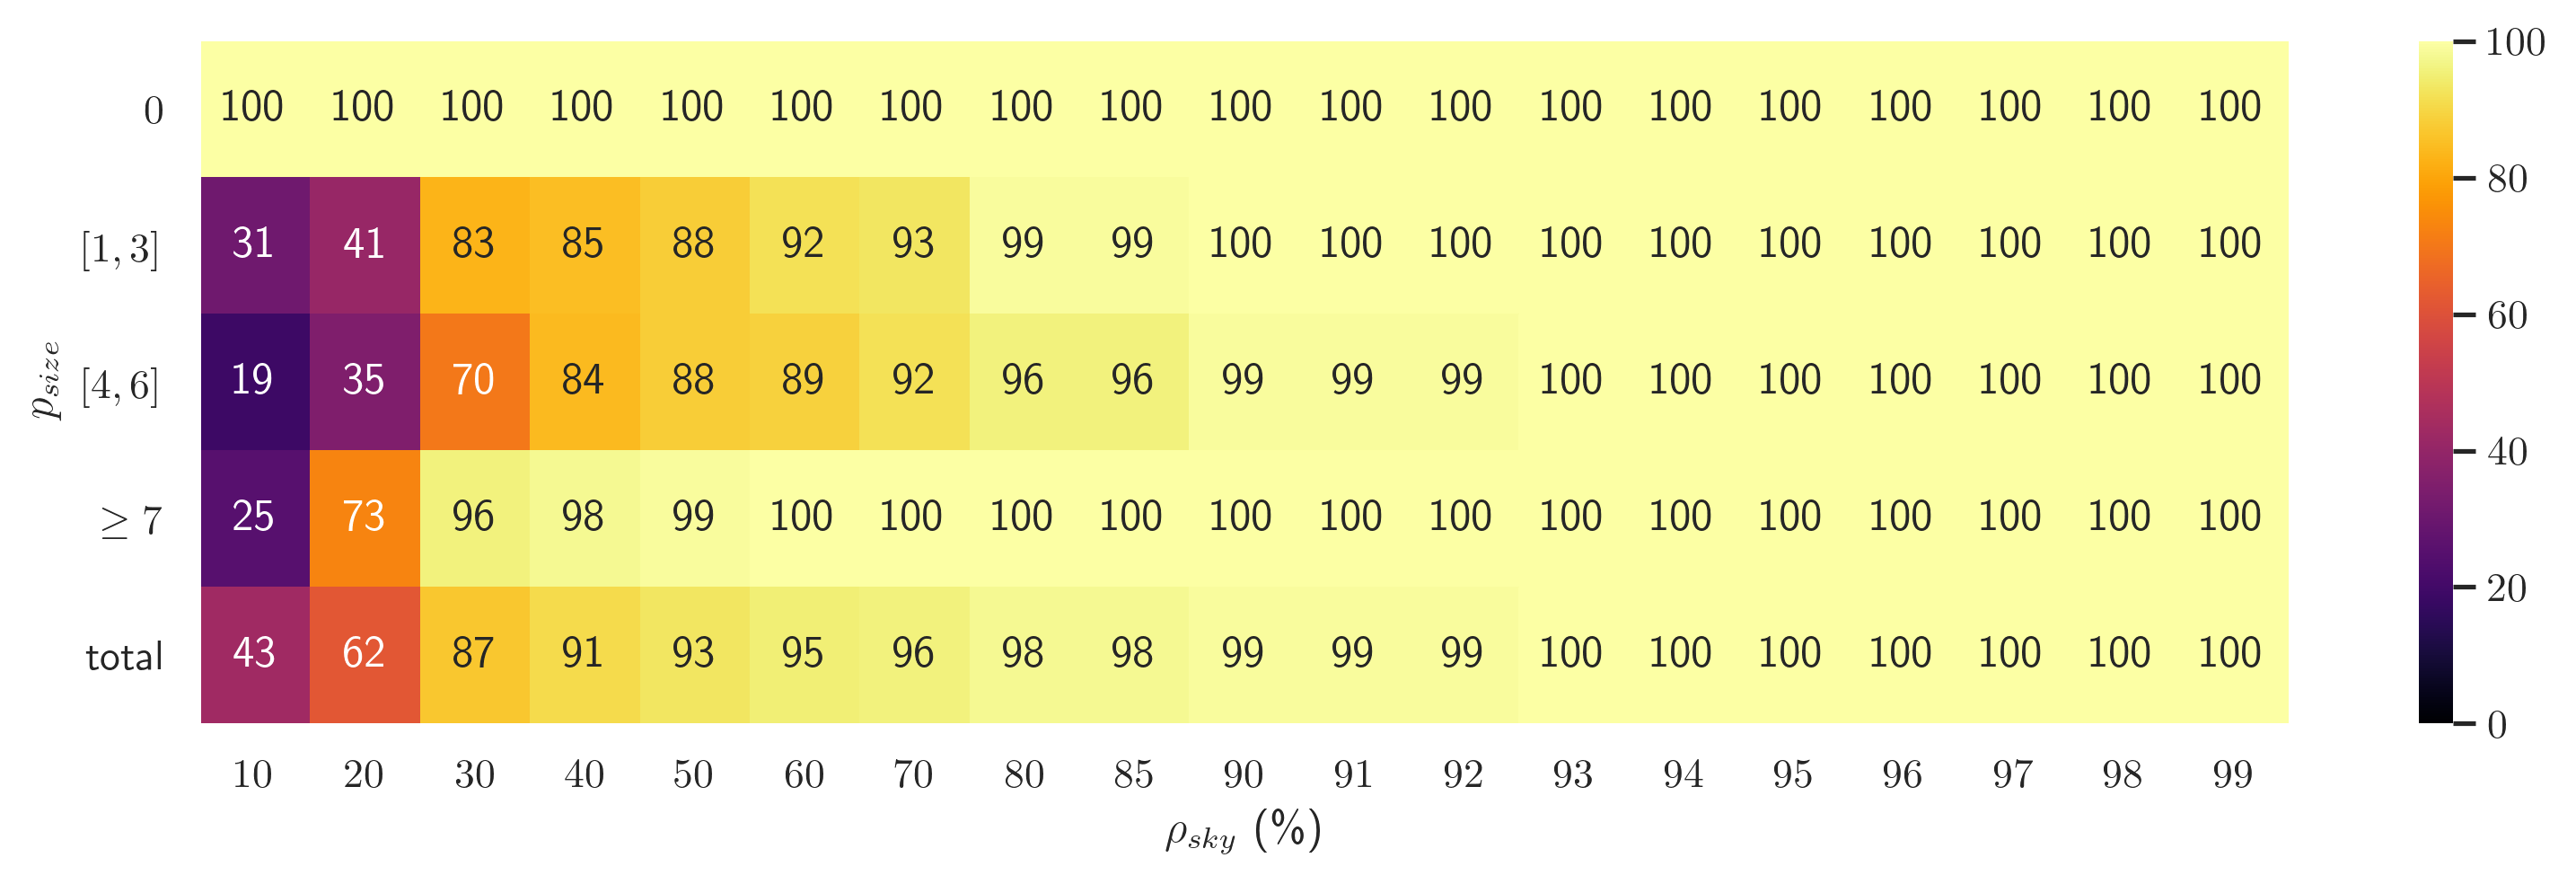 0 100 100 100 100 100 100 100 100 100 100 100 100 100 100 100 100 100 100 100
[1, 3] 31 41 83 85 88 92 93 99 99 100 100 100 100 100 100 100 100 100 100
[4, 6] 19 35 70 84 88 89 92 96 96 99 99 99 100 100 100 100 100 100 100
≥ 7 25 73 96 98 99 100 100 100 100 100 100 100 100 100 100 100 100 100 100
total 43 62 87 91 93 95 96 98 98 99 99 99 100 100 100 100 100 100 100
10 20 30 40 50 60 70 80 85 90 91 92 93 94 95 96 97 98 99
ρsky (%)
psize
100
80
60
40
20
0